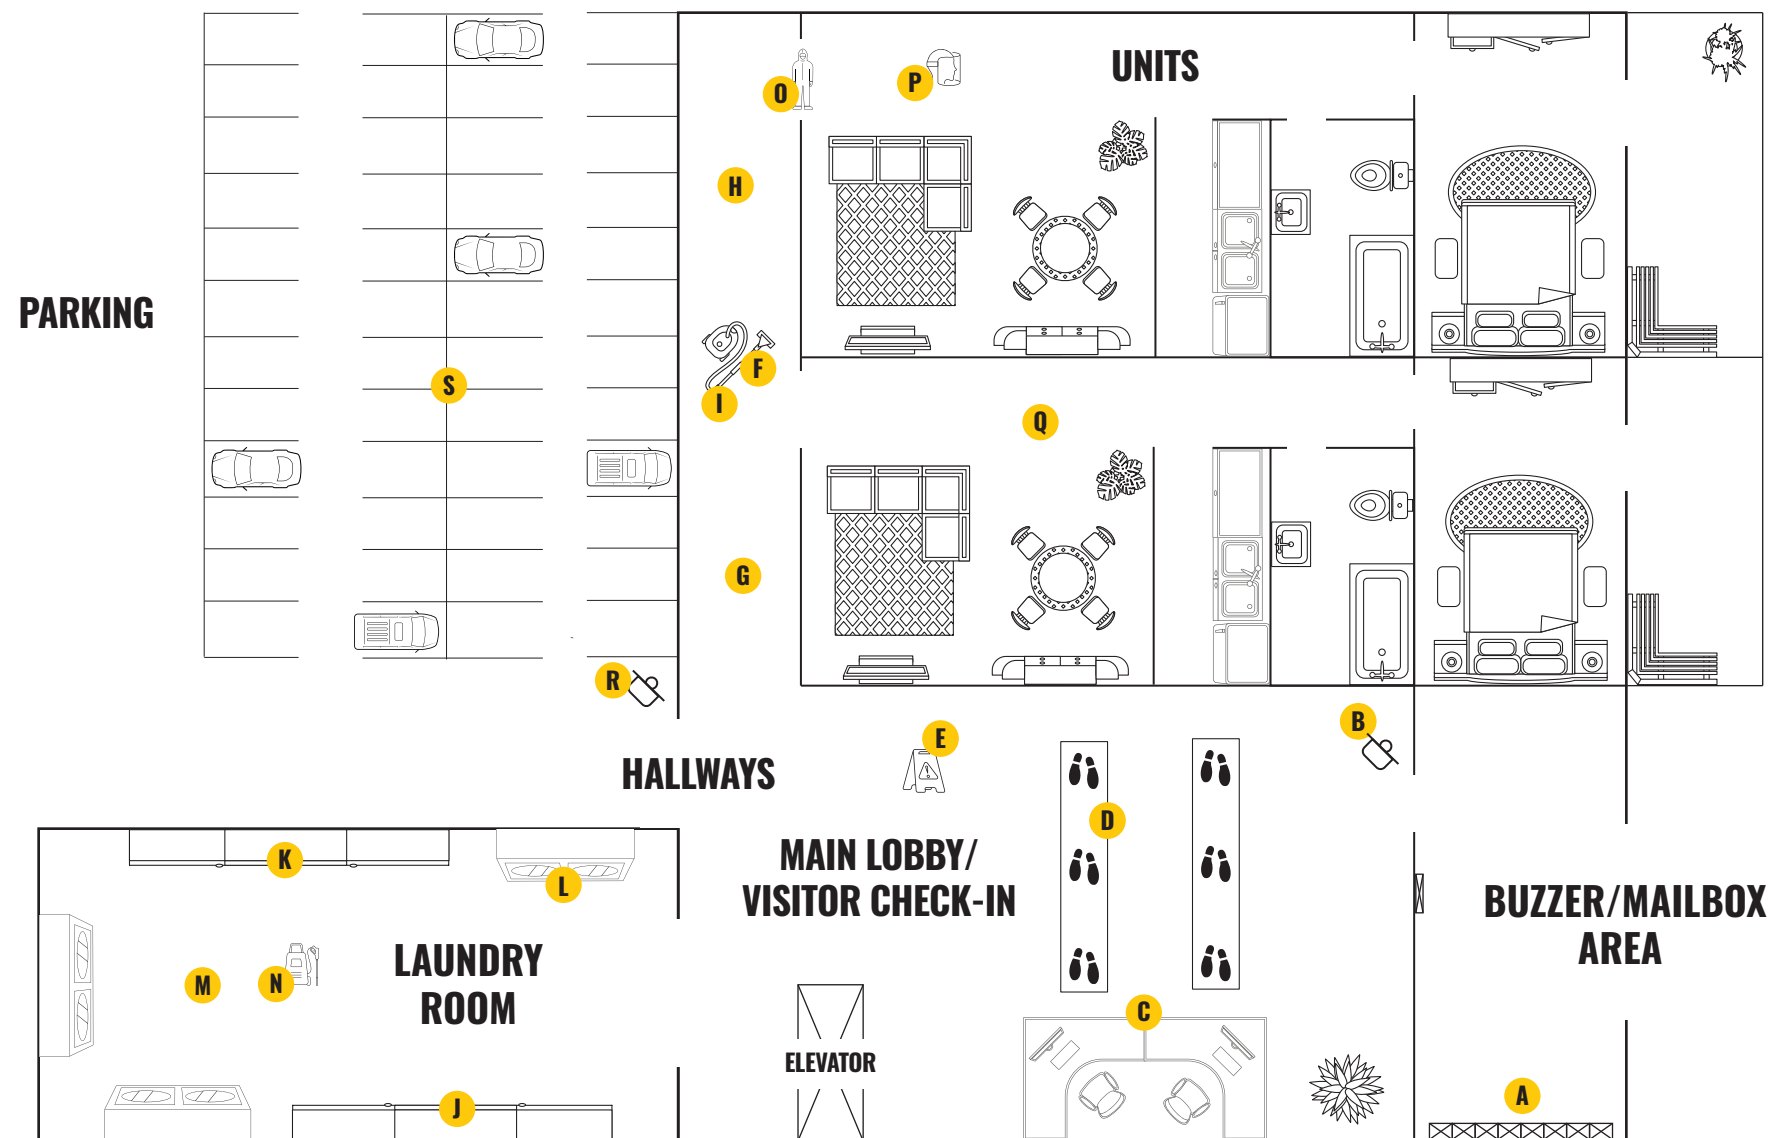 UNITS
O
P
H
PARKING
F
S
I
Q
G
R
B
E
HALLWAYS
D
MAIN LOBBY/
VISITOR CHECK-IN
K
L
BUZZER/MAILBOX
AREA
LAUNDRY
ROOM
M
N
C
ELEVATOR
A
J